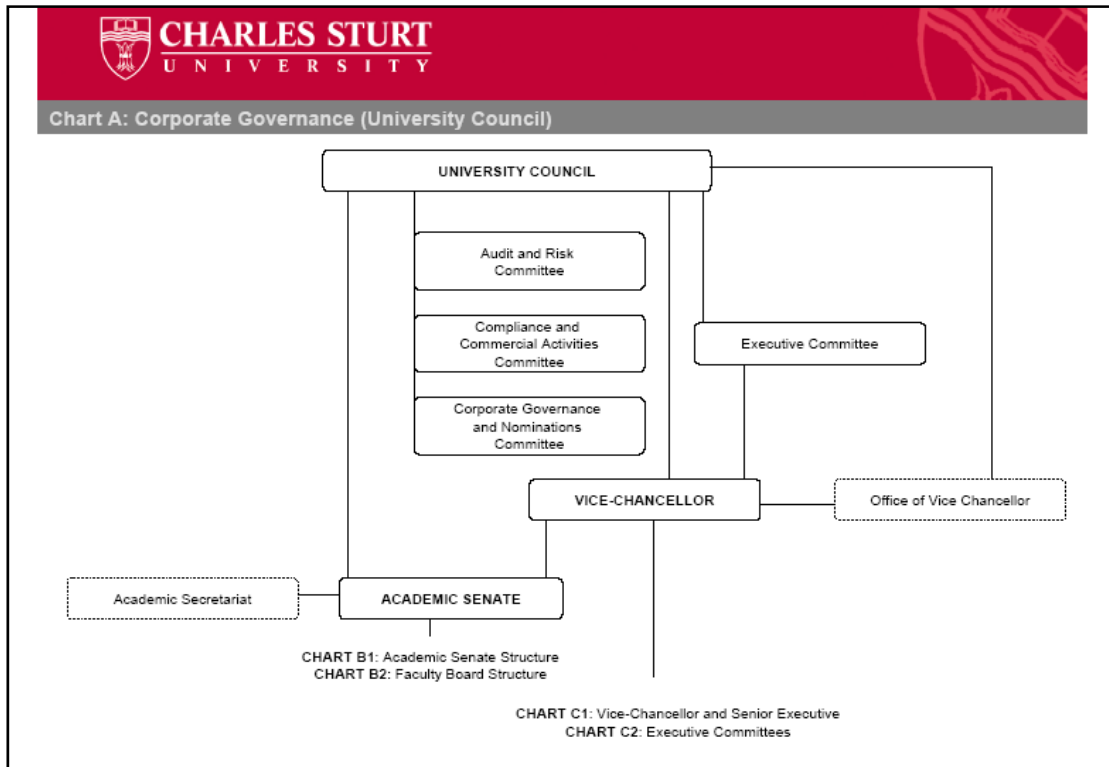 CHARLES STURT
UNIVERSITY
Chart A: Corporate Governance (University Council)
UNIVERSITY COUNCIL
Audit and Risk
Committee
Compliance and
Commercial Activities
Committee
Executive Committee
Corporate Governance
and Nominations
Committee
VICE-CHANCELLOR
Office of Vice Chancellor
Academic Secretariat
ACADEMIC SENATE
CHART B1: Academic Senate Structure
CHART B2: Faculty Board Structure
CHART C1: Vice-Chancellor and Senior Executive
CHART C2: Executive Committees